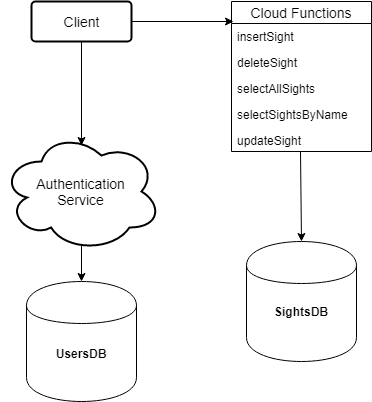 Client
Cloud Functions
insertSight
deleteSight
selectAllSights
selectSightsByName
updateSight
Authentication
Service
UsersDB
SightsDB